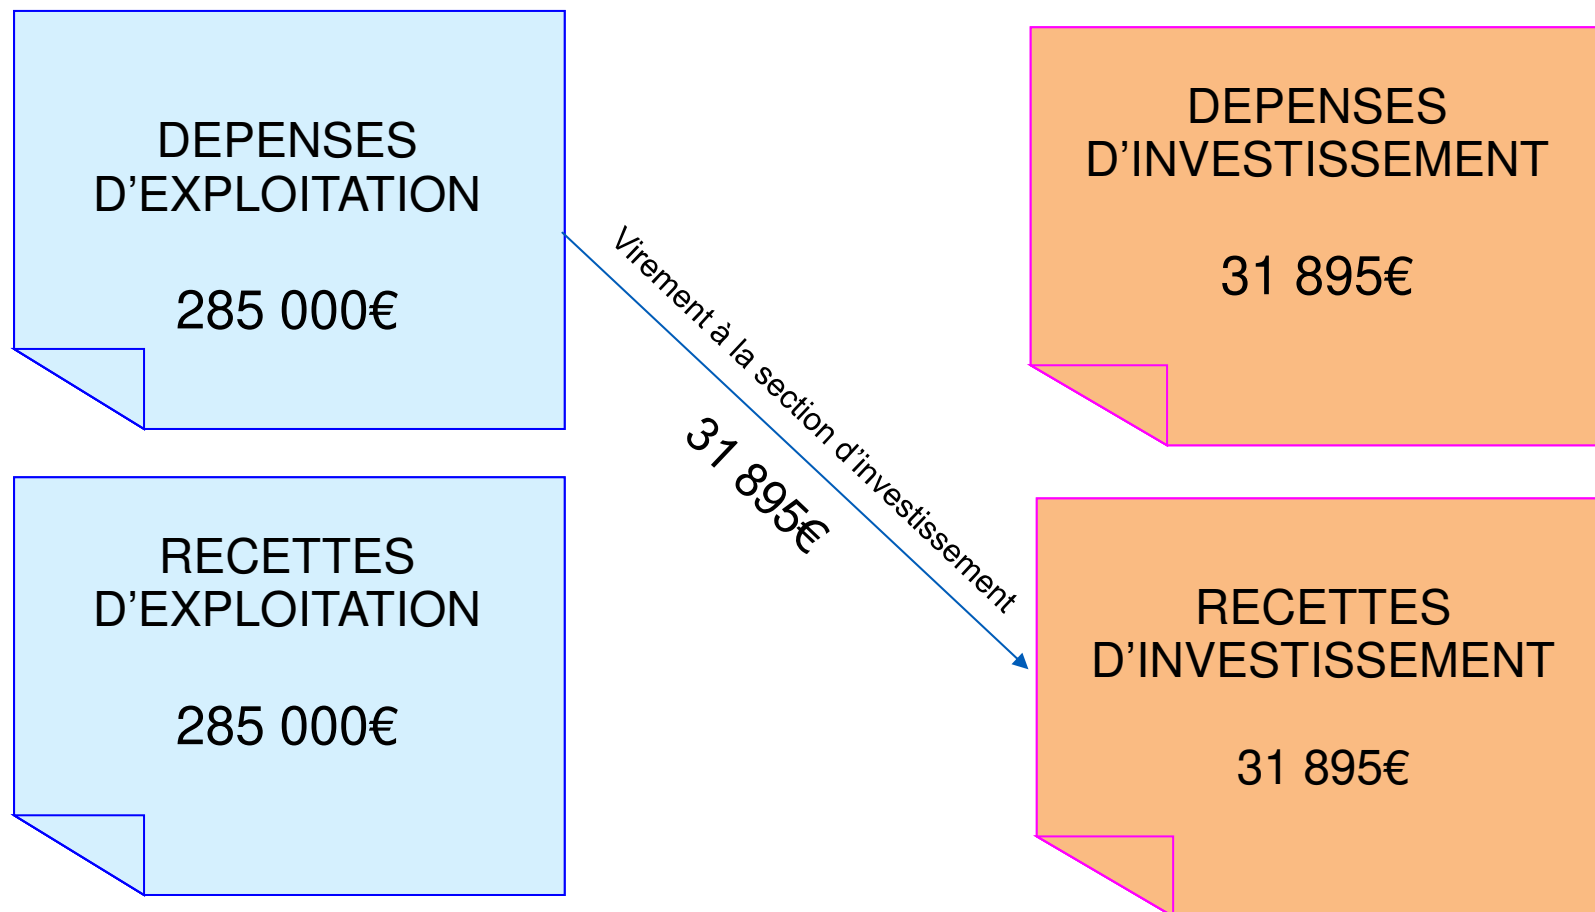 DEPENSES
D’EXPLOITATION
285 000€
RECETTES
D’EXPLOITATION
285 000€
Virement à la section d’investissement
31 895€
DEPENSES
D’INVESTISSEMENT
31 895€
RECETTES
D’INVESTISSEMENT
31 895€